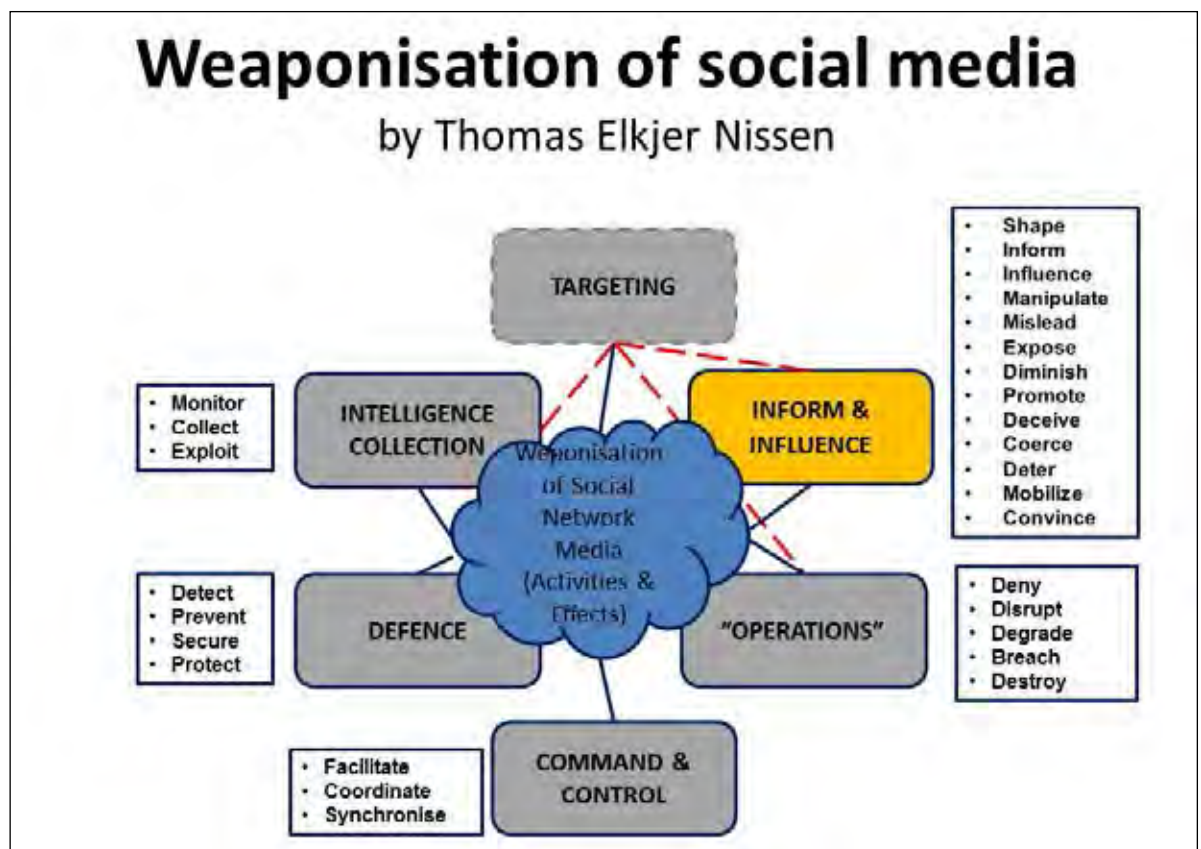 Weaponisation of social media
by Thomas Elkjer Nissen
TARGETING
• Shape
• Inform
• Influence
• Manipulate
• Mislead
• Expose
• Diminish
• Promote
• Deceive
• Coerce
• Deter
• Mobilize
• Convince
• Monitor
• Collect
• Exploit
INTELLIGENCE
COLLECTION
INFORM &
INFLUENCE
Weponisation
of Social
Network
Media
(Activities &
Effects)
• Detect
• Prevent
• Secure
• Protect
DEFENCE
"OPERATIONS"
• Deny
• Disrupt
• Degrade
• Breach
• Destroy
• Facilitate
• Coordinate
• Synchronise
COMMAND &
CONTROL